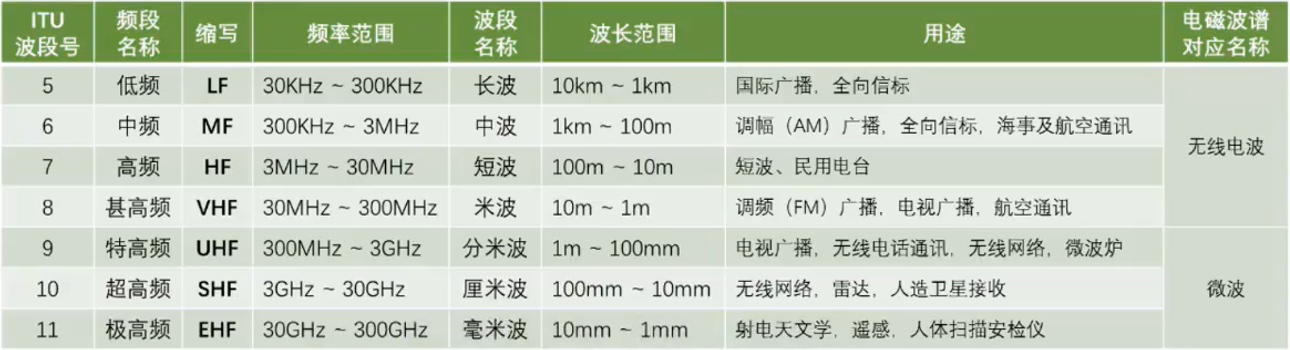 ITU
波段号
频段
名称
缩写
频率范围
波段
名称
波长范围
用途
电磁波谱
对应名称
5 低频 LF 30KHz ~ 300KHz 长波 10km ~ 1km 国际广播，全向信标
6 中频 MF 300KHz ~ 3MHz 中波 1km ~ 100m 调幅（AM）广播，全向信标，海事及航空通讯
无线电波
7 高频 HF 3MHz ~ 30MHz 短波 100m ~ 10m 短波、民用电台
8 甚高频 VHF 30MHz ~ 300MHz 米波 10m ~ 1m 调频（FM）广播，电视广播，航空通讯
9 特高频 UHF 300MHz ~ 3GHz 分米波 1m ~ 100mm 电视广播，无线电话通讯，无线网络，微波炉
10 超高频 SHF 3GHz ~ 30GHz 厘米波 100mm ~ 10mm 无线网络，雷达，人造卫星接收
微波
11 极高频 EHF 30GHz ~ 300GHz 毫米波 10mm ~ 1mm 射电天文学，遥感，人体扫描安检仪